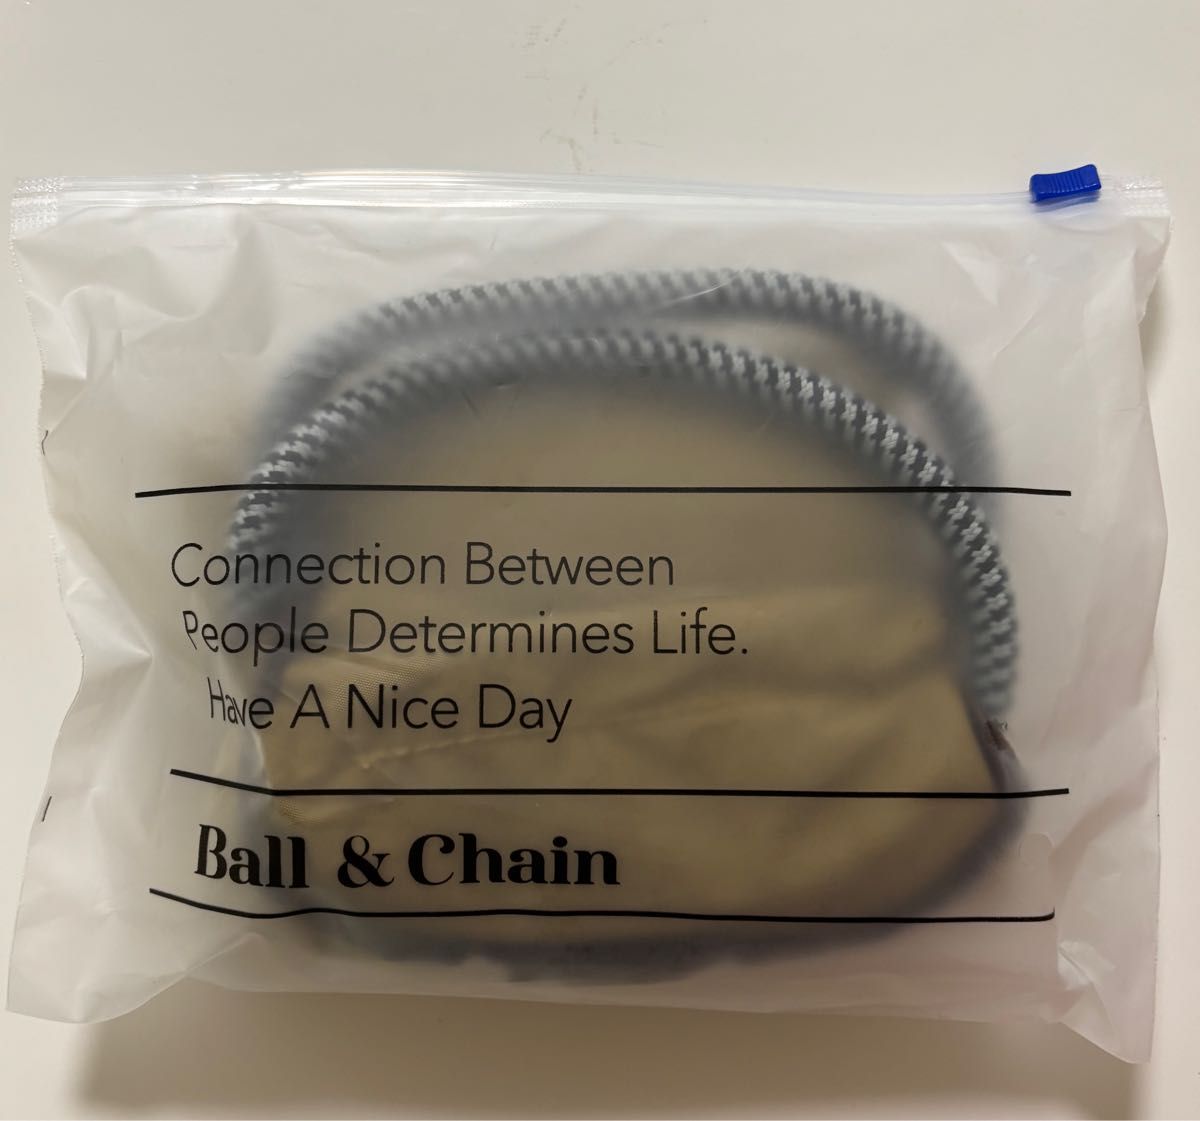 Connection Between
People Determines Life.
Have A Nice Day
Ball & Chain